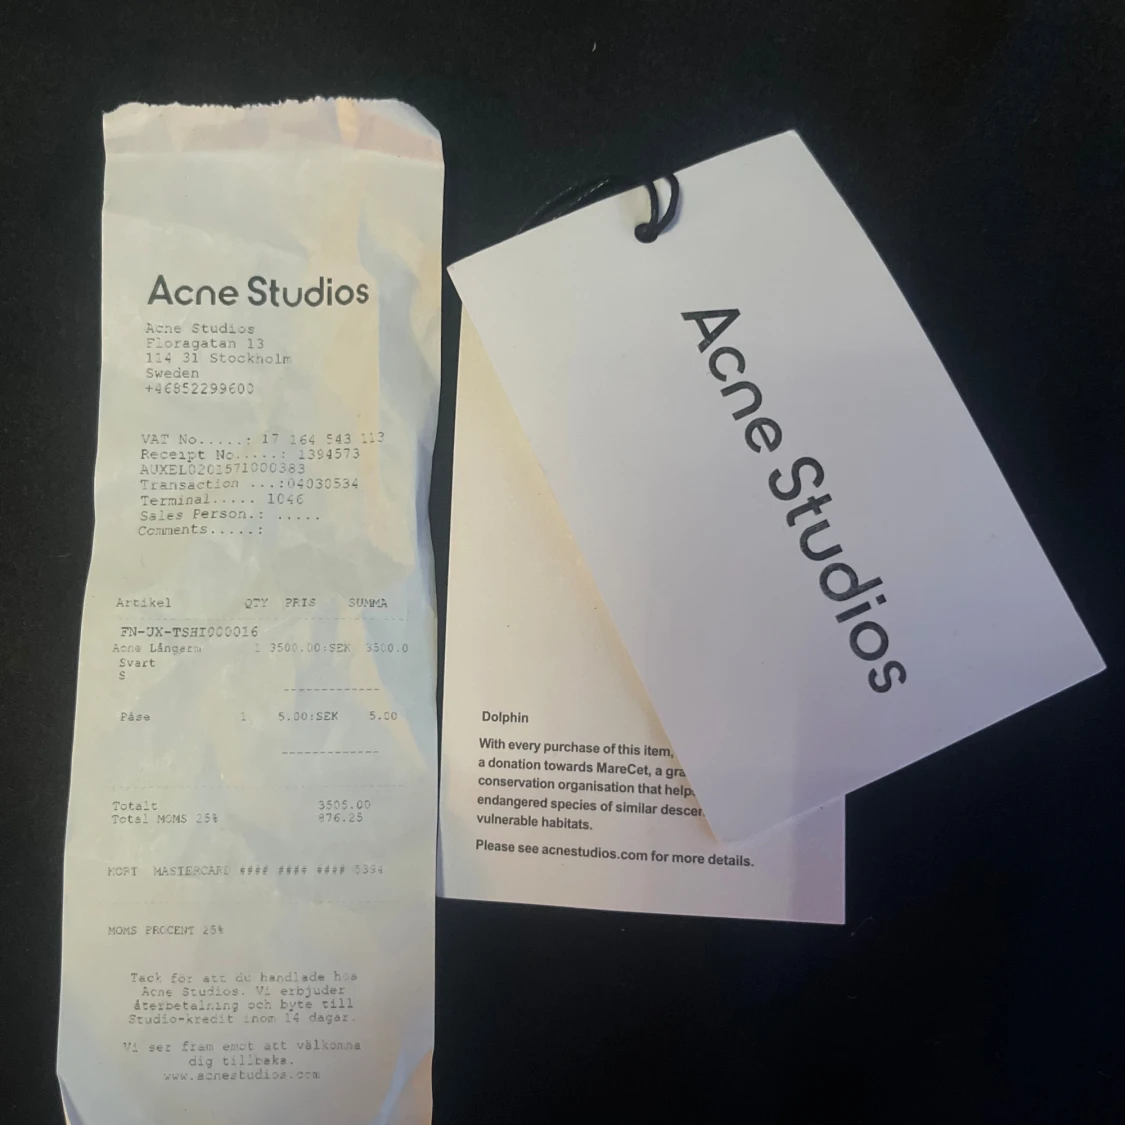 Acne Studios
Acne Studios
Floragatan 13
114 31 Stockholm
Sweden
+46852299600
VAT No.....: 17 164 543 113
Receipt No.....: 1394573
AUXEL0201571000383
Transaction ...:04030534
Terminal..... 1046
Sales Person.: .....
Comments.....:
Artikel QTY PRIS SUMMA
FN-UX-TSHI000016
Acne Långarm 1 3500.00:SEK 3500.0
Svart
S
Påse 1 5.00:SEK 5.00
Totalt 3505.00
Total MOMS 25% 876.25
KORT MASTERCARD #### #### #### 5394
MOMS PROCENT 25%
Tack för att du handlade hos
Acne Studios. Vi erbjuder
återbetalning och byte till
Studio-kredit inom 14 dagar.
Vi ser fram emot att välkomna
dig tillbaka.
www.acnestudios.com
Acne Studios
Dolphin
With every purchase of this item,
a donation towards MareCet, a gra
conservation organisation that help
endangered species of similar descen
vulnerable habitats.
Please see acnestudios.com for more details.